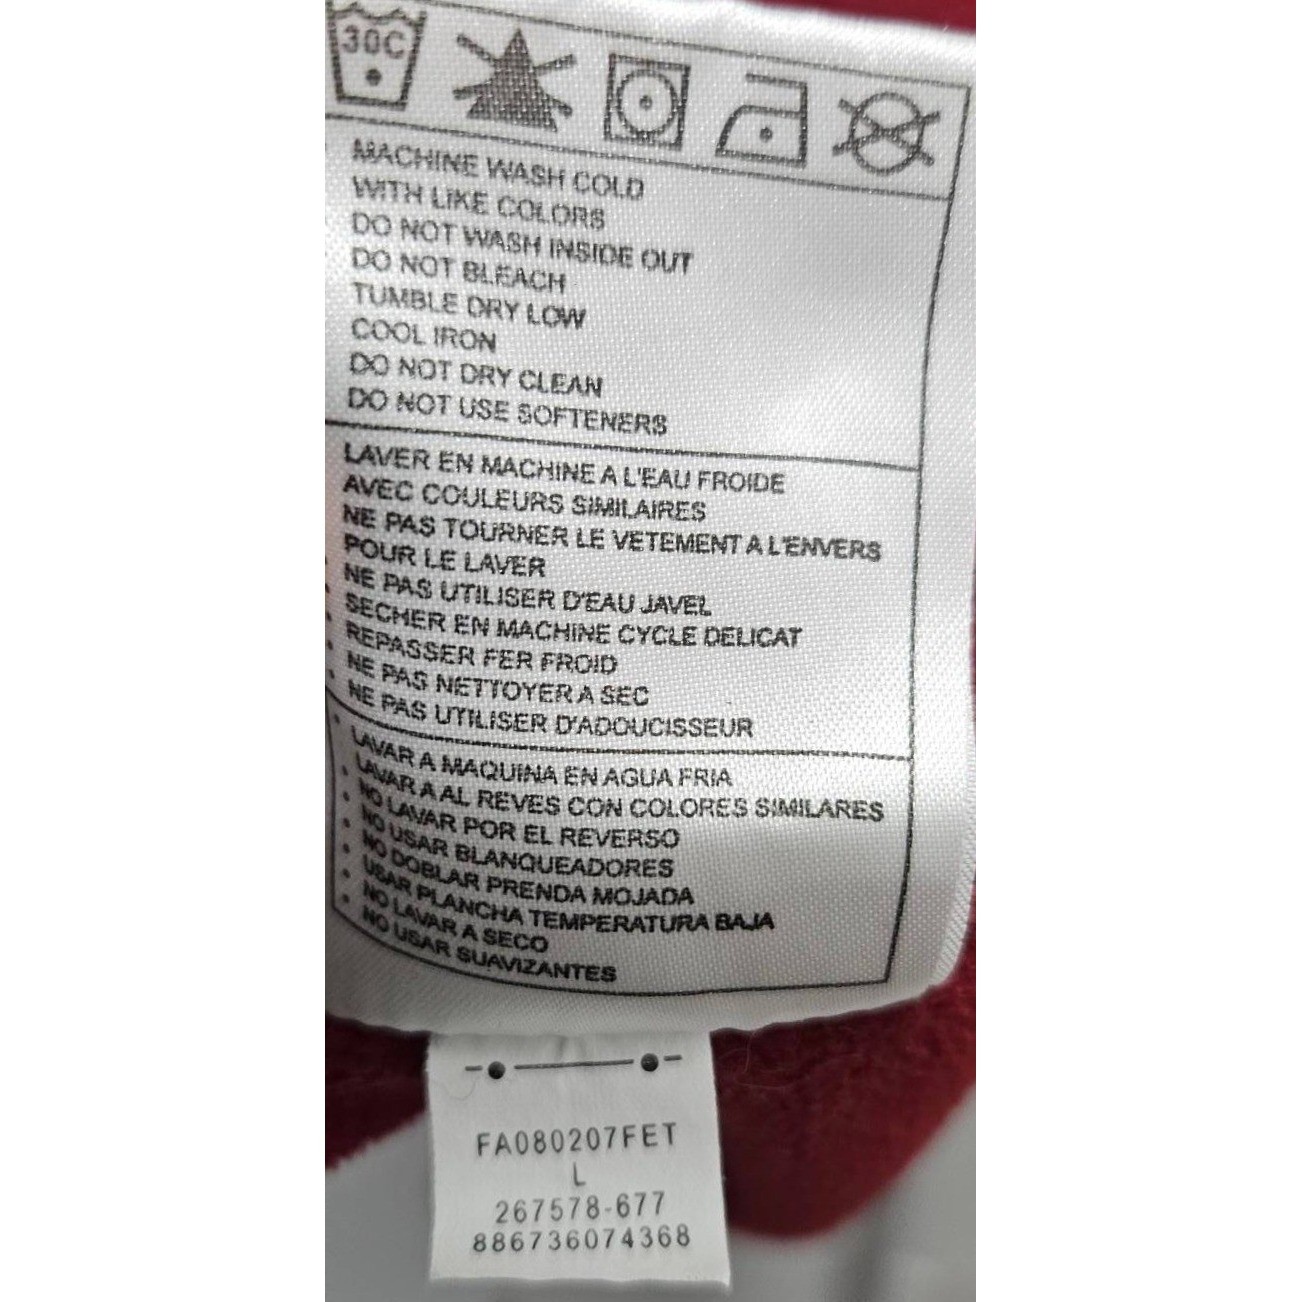 30C
MACHINE WASH COLD
WITH LIKE COLORS
DO NOT WASH INSIDE OUT
DO NOT BLEACH
TUMBLE DRY LOW
COOL IRON
DO NOT DRY CLEAN
DO NOT USE SOFTENERS
LAVER EN MACHINE A L'EAU FROIDE
AVEC COULEURS SIMILAIRES
NE PAS TOURNER LE VETEMENT A L'ENVERS
POUR LE LAVER
NE PAS UTILISER D'EAU JAVEL
SECHER EN MACHINE CYCLE DELICAT
REPASSER FER FROID
NE PAS NETTOYER A SEC
NE PAS UTILISER D'ADOUCISSEUR
LAVAR A MAQUINA EN AGUA FRIA
LAVAR A AL REVES CON COLORES SIMILARES
NO LAVAR POR EL REVERSO
NO USAR BLANQUEADORES
NO DOBLAR PRENDA MOJADA
USAR PLANCHA TEMPERATURA BAJA
NO LAVAR A SECO
NO USAR SUAVIZANTES
FA080207FET
L
267578-677
886736074368